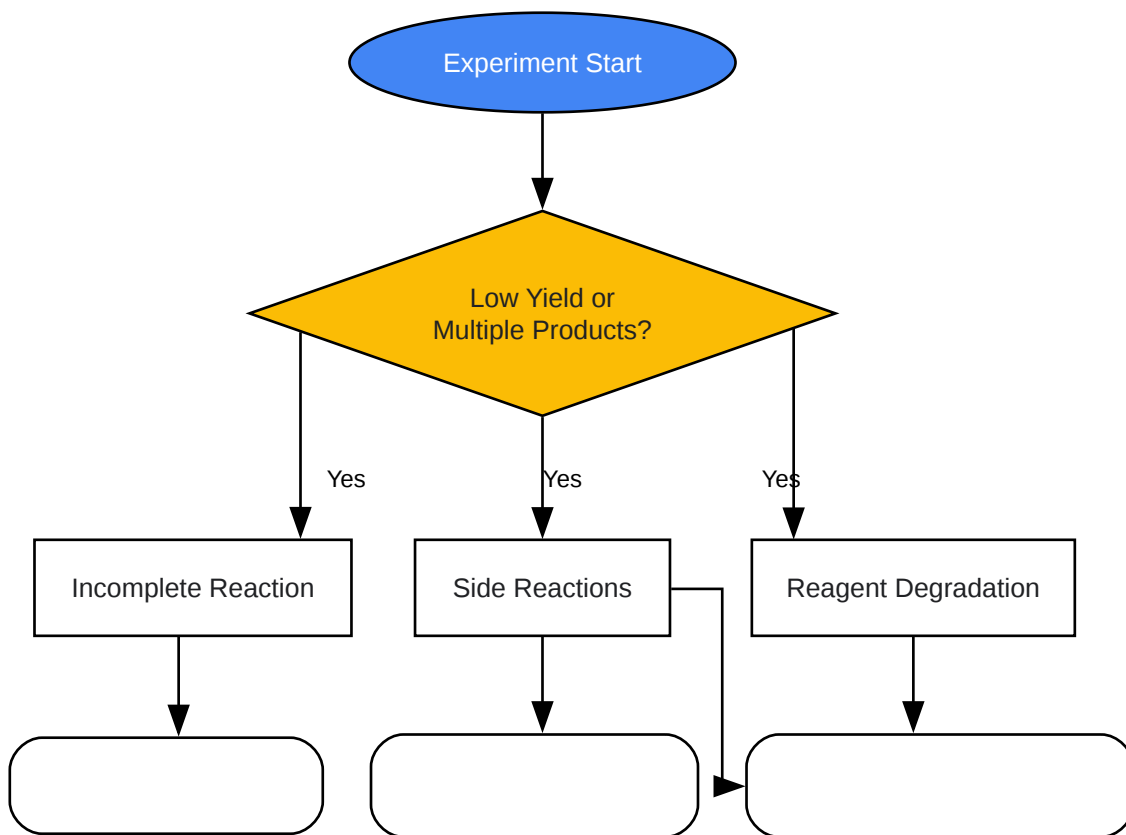 Experiment Start
Low Yield or
Multiple Products?
Yes
Yes
Yes
Incomplete Reaction
Side Reactions
Reagent Degradation